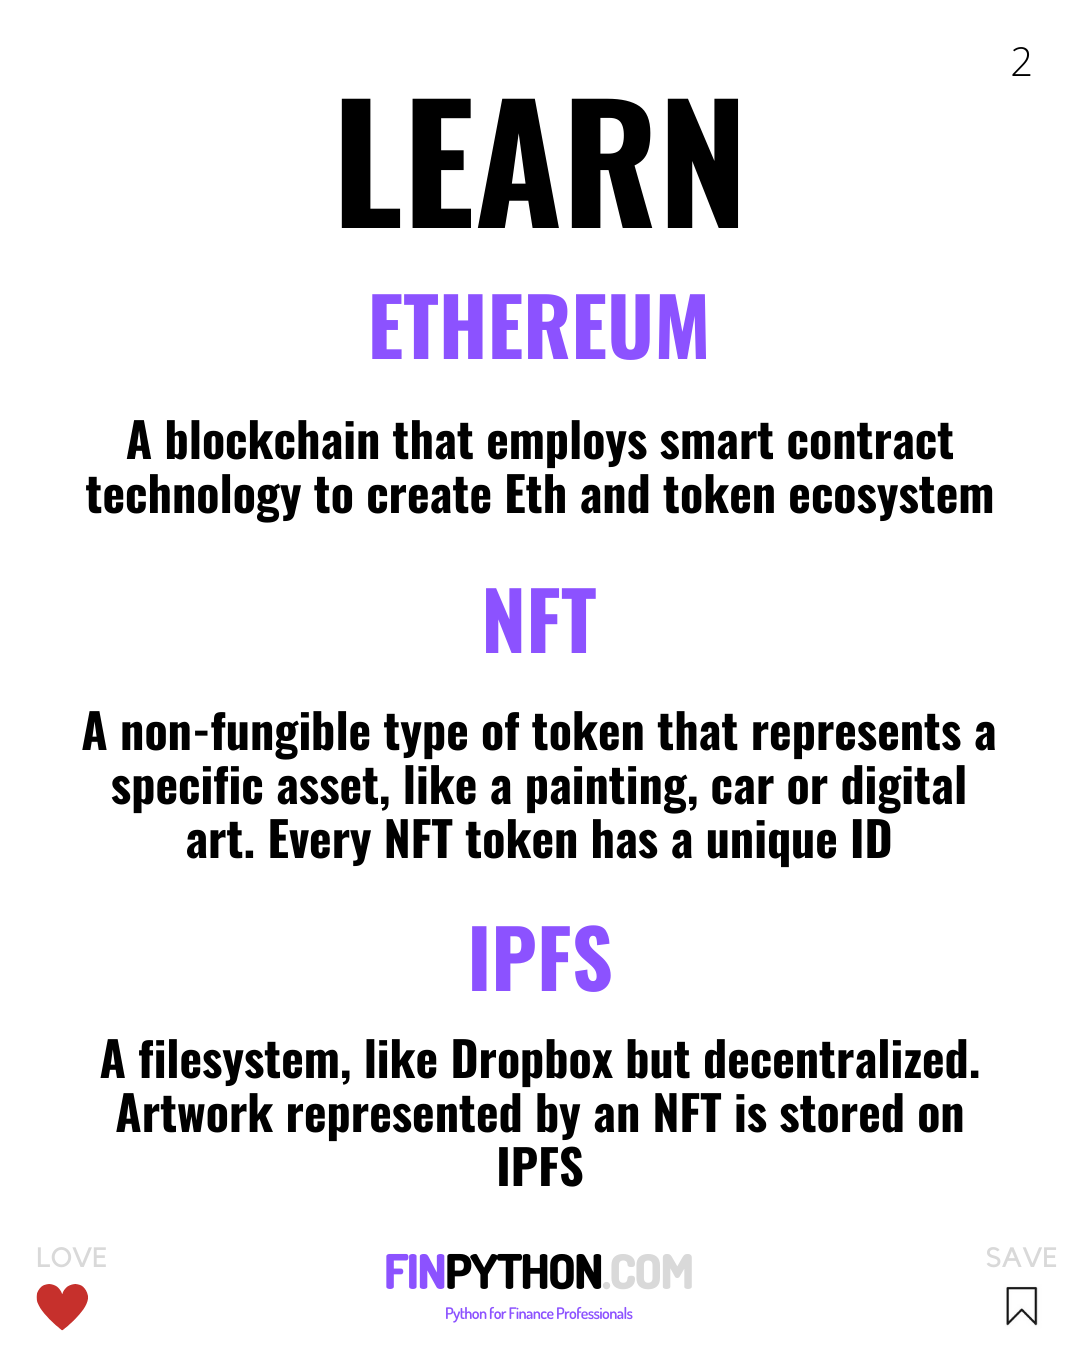 2
LEARN
ETHEREUM
A blockchain that employs smart contract
technology to create Eth and token ecosystem
NFT
A non-fungible type of token that represents a
specific asset, like a painting, car or digital
art. Every NFT token has a unique ID
IPFS
A filesystem, like Dropbox but decentralized.
Artwork represented by an NFT is stored on
IPFS
LOVE
FINPYTHON.COM
Python for Finance Professionals
SAVE